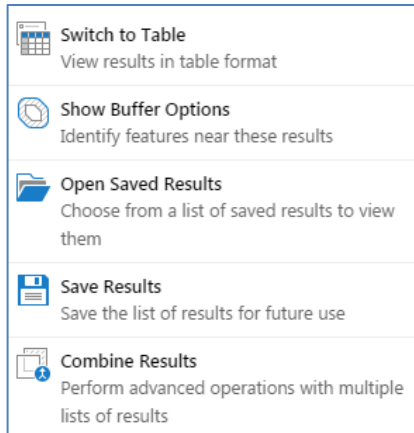 Switch to Table
View results in table format
Show Buffer Options
Identify features near these results
Open Saved Results
Choose from a list of saved results to view
them
Save Results
Save the list of results for future use
Combine Results
Perform advanced operations with multiple
lists of results